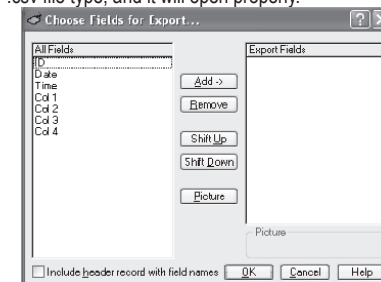 .csv file type, and it will open properly.
Choose Fields for Export...
All Fields
ID
Date
Time
Col 1
Col 2
Col 3
Col 4
Add ->
Remove
Shift Up
Shift Down
Picture
Export Fields
Picture
Include header record with field names
OK
Cancel
Help